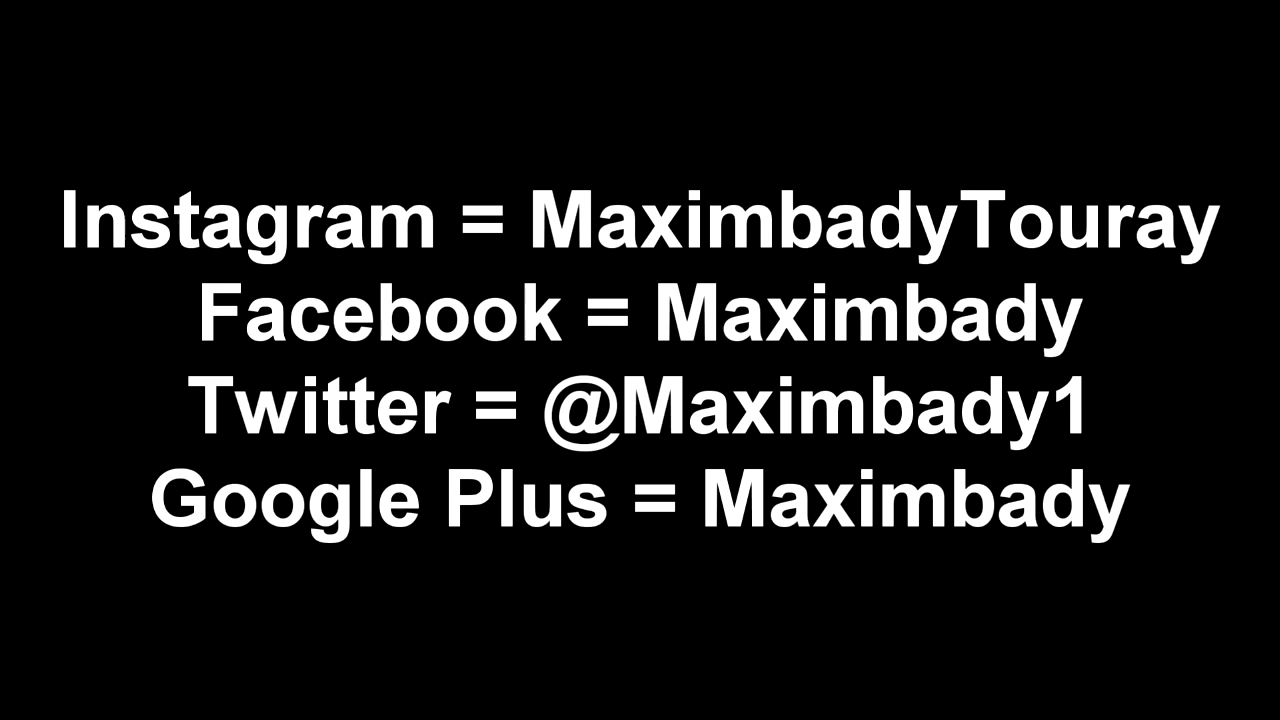 Instagram = MaximbadyTouray
Facebook = Maximbady
Twitter = @Maximbady1
Google Plus = Maximbady